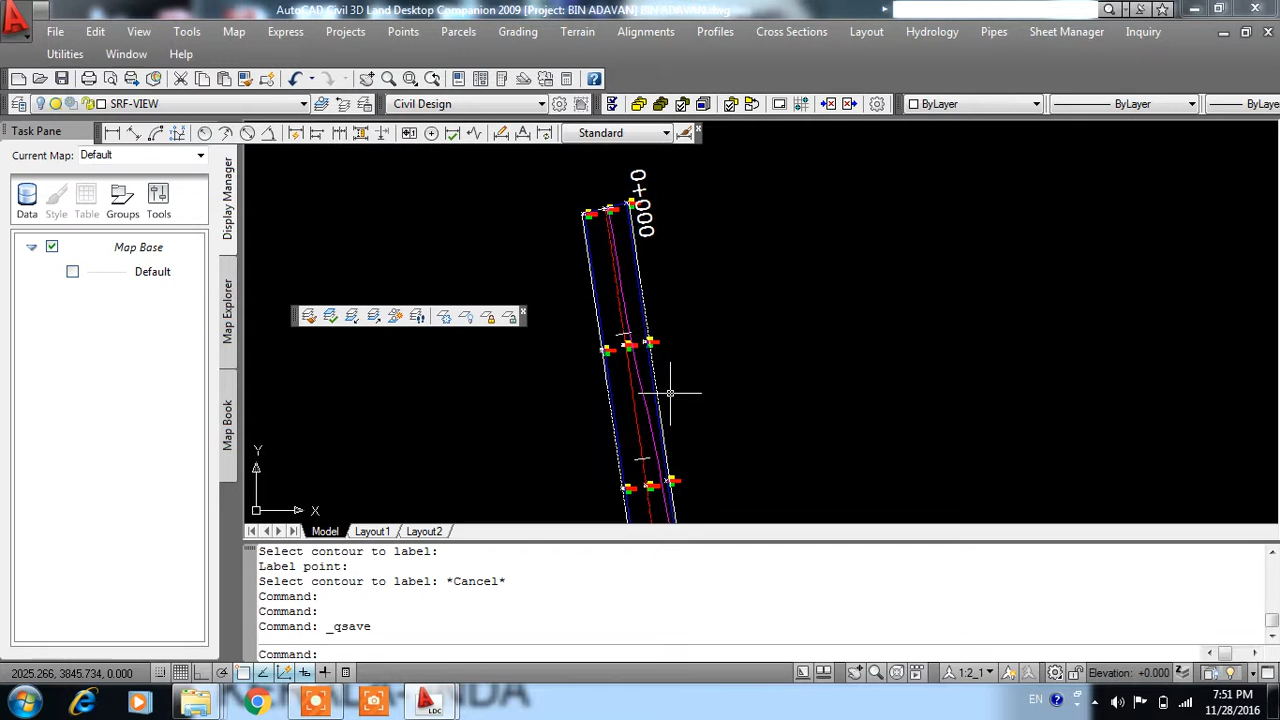 AutoCAD Civil 3D Land Desktop Companion 2009 [Project: BIN ADAVAN] BIN ADAVAN.dwg
File Edit View Tools Map Express Projects Points Parcels Grading Terrain Alignments Profiles Cross Sections Layout Hydrology Pipes Sheet Manager Inquiry
Utilities Window Help
SRF-VIEW Civil Design ByLayer ByLayer ByLayer
Task Pane Standard
Current Map: Default
Data Style Table Groups Tools
Map Base
Default
Display Manager
Map Explorer
Map Book
0+000
Y
X
Model Layout1 Layout2
Select contour to label:
Label point:
Select contour to label: *Cancel*
Command:
Command:
Command: _qsave
Command:
2025.266, 3845.734, 0.000 1:2_1 Elevation: +0.000
LDC EN 7:51 PM
11/28/2016